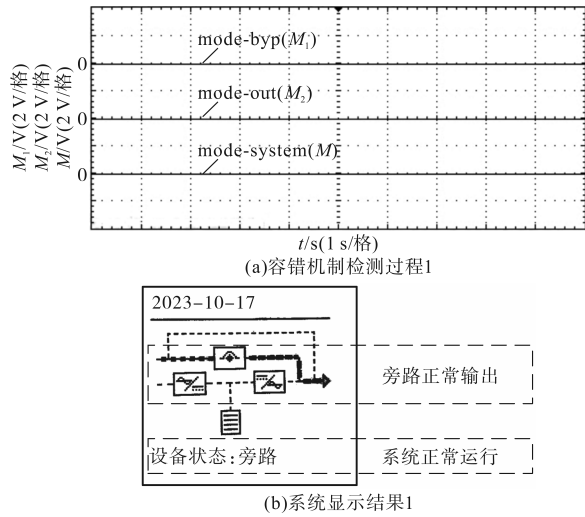 mode-byp(M₁)
0
mode-out(M₂)
0
mode-system(M)
0
M₁/V(2 V/格)
M₂/V(2 V/格)
M/V(2 V/格)
t/s(1 s/格)
(a)容错机制检测过程1
2023-10-17
旁路正常输出
设备状态:旁路
系统正常运行
(b)系统显示结果1